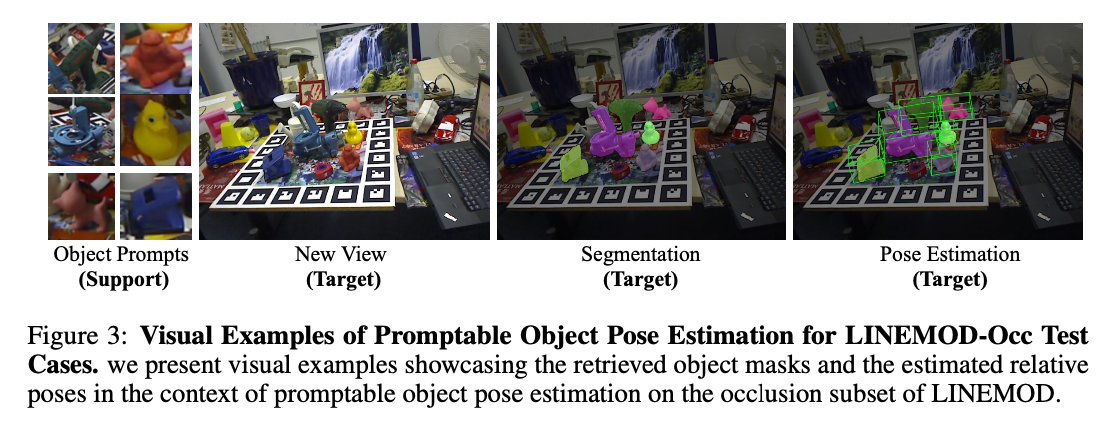 Object Prompts
(Support)
New View
(Target)
Segmentation
(Target)
Pose Estimation
(Target)
Figure 3: Visual Examples of Promptable Object Pose Estimation for LINEMOD-Occ Test
Cases. we present visual examples showcasing the retrieved object masks and the estimated relative
poses in the context of promptable object pose estimation on the occlusion subset of LINEMOD.